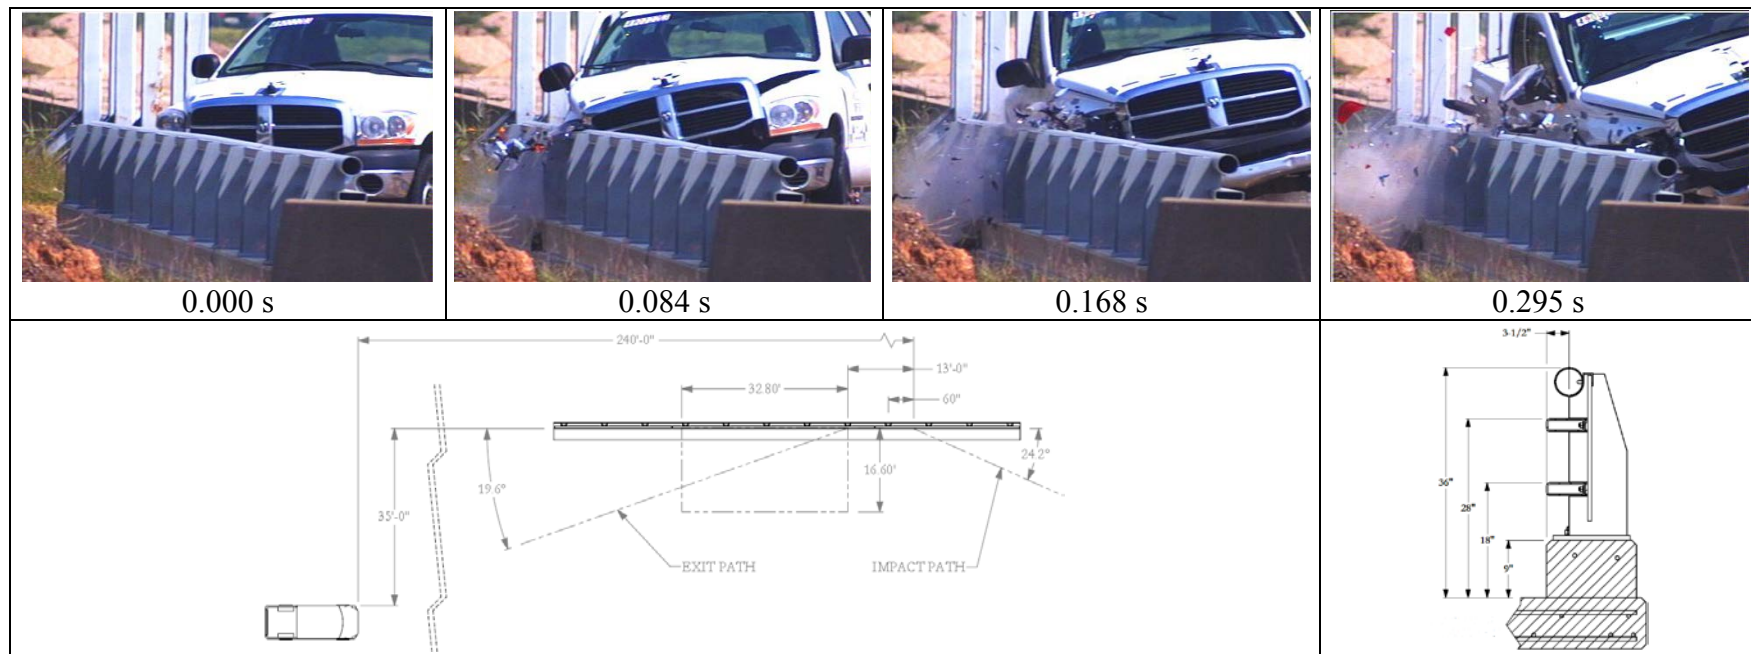 0.000 s
0.084 s
0.168 s
0.295 s
240'-0"
13'-0"
32.80'
60"
24.2°
16.60'
19.6°
35'-0"
EXIT PATH
IMPACT PATH
3-1/2"
36"
28"
18"
9"